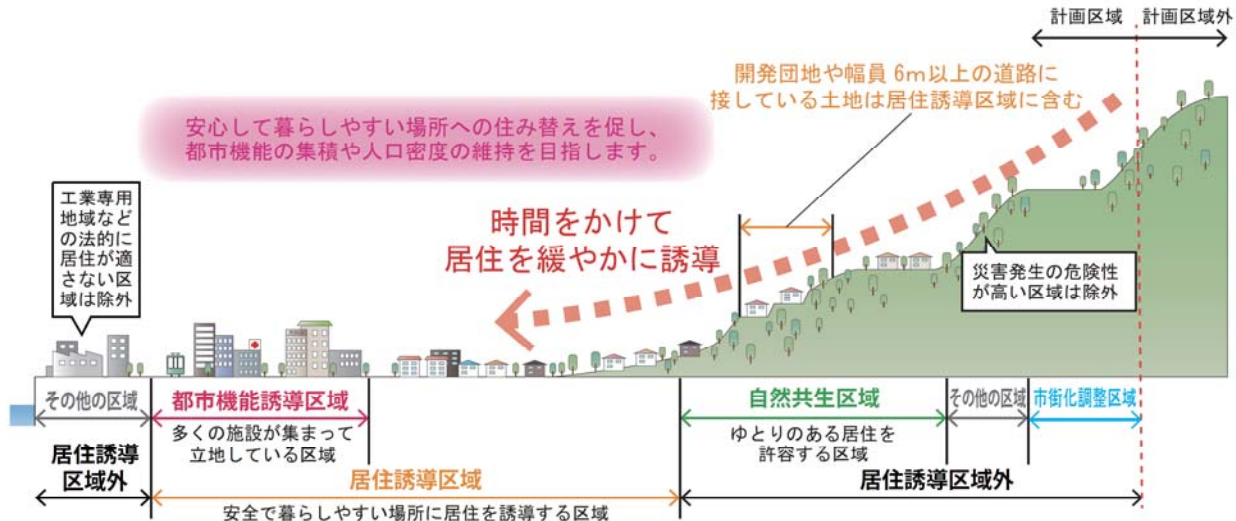 計画区域 計画区域外
開発団地や幅員 6m以上の道路に
接している土地は居住誘導区域に含む
安心して暮らしやすい場所への住み替えを促し、
都市機能の集積や人口密度の維持を目指します。
工業専用
地域など
の法的に
居住が適
さない区
域は除外
時間をかけて
居住を緩やかに誘導
災害発生の危険性
が高い区域は除外
その他の区域 都市機能誘導区域 自然共生区域 その他の区域 市街化調整区域
多くの施設が集まって
立地している区域
ゆとりのある居住を
許容する区域
居住誘導
区域外
居住誘導区域 居住誘導区域外
安全で暮らしやすい場所に居住を誘導する区域